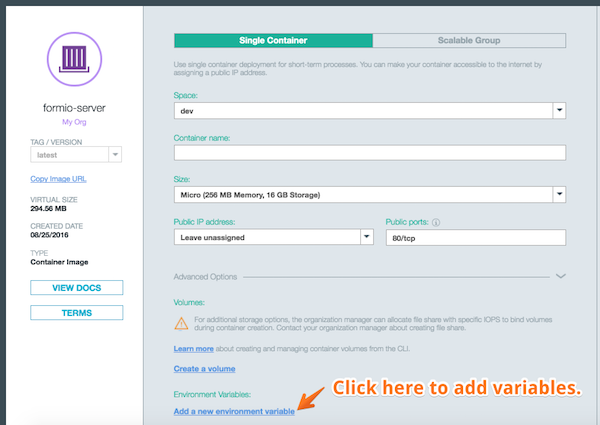 Single Container
Scalable Group
Use single container deployment for short-term processes. You can make your container accessible to the internet by
assigning a public IP address.
formio-server
My Org
TAG / VERSION
latest
Copy Image URL
VIRTUAL SIZE
294.56 MB
CREATED DATE
08/25/2016
TYPE
Container Image
VIEW DOCS
TERMS
Space:
dev
Container name:
Size:
Micro (256 MB Memory, 16 GB Storage)
Public IP address:
Leave unassigned
Public ports:
80/tcp
Advanced Options
Volumes:
For additional storage options, the organization manager can allocate file share with specific IOPS to bind volumes
during container creation. Contact your organization manager about creating file share.
Learn more about creating and managing container volumes from the CLI.
Create a volume
Environment Variables:
Add a new environment variable
Click here to add variables.